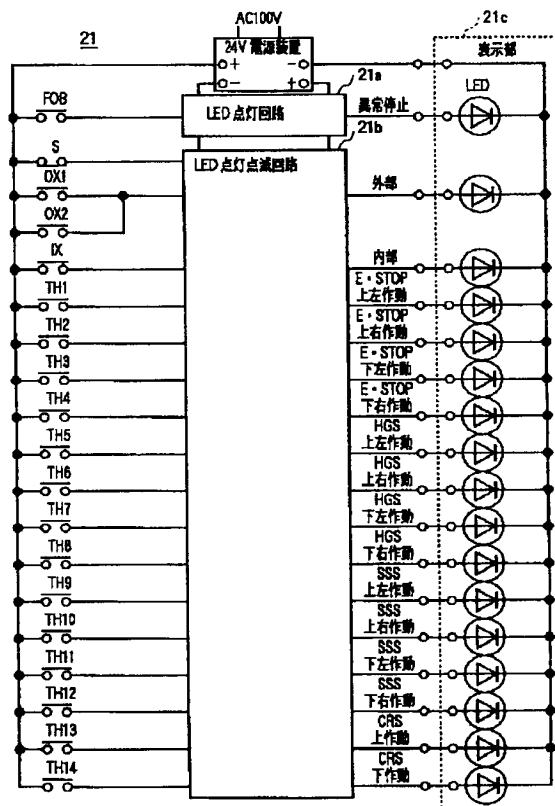 21
AC100V
24V 電源装置
+
−
−
+
21a
21c
表示部
LED
FOB
LED 点灯回路
異常停止
21b
S
LED 点灯点滅回路
OX1
外部
OX2
IX
内部
TH1
E・STOP
上左作動
TH2
E・STOP
上右作動
TH3
E・STOP
下左作動
TH4
E・STOP
下右作動
TH5
HGS
上左作動
TH6
HGS
上右作動
TH7
HGS
下左作動
TH8
HGS
下右作動
TH9
SSS
上左作動
TH10
SSS
上右作動
TH11
SSS
下左作動
TH12
SSS
下右作動
TH13
CRS
上作動
TH14
CRS
下作動